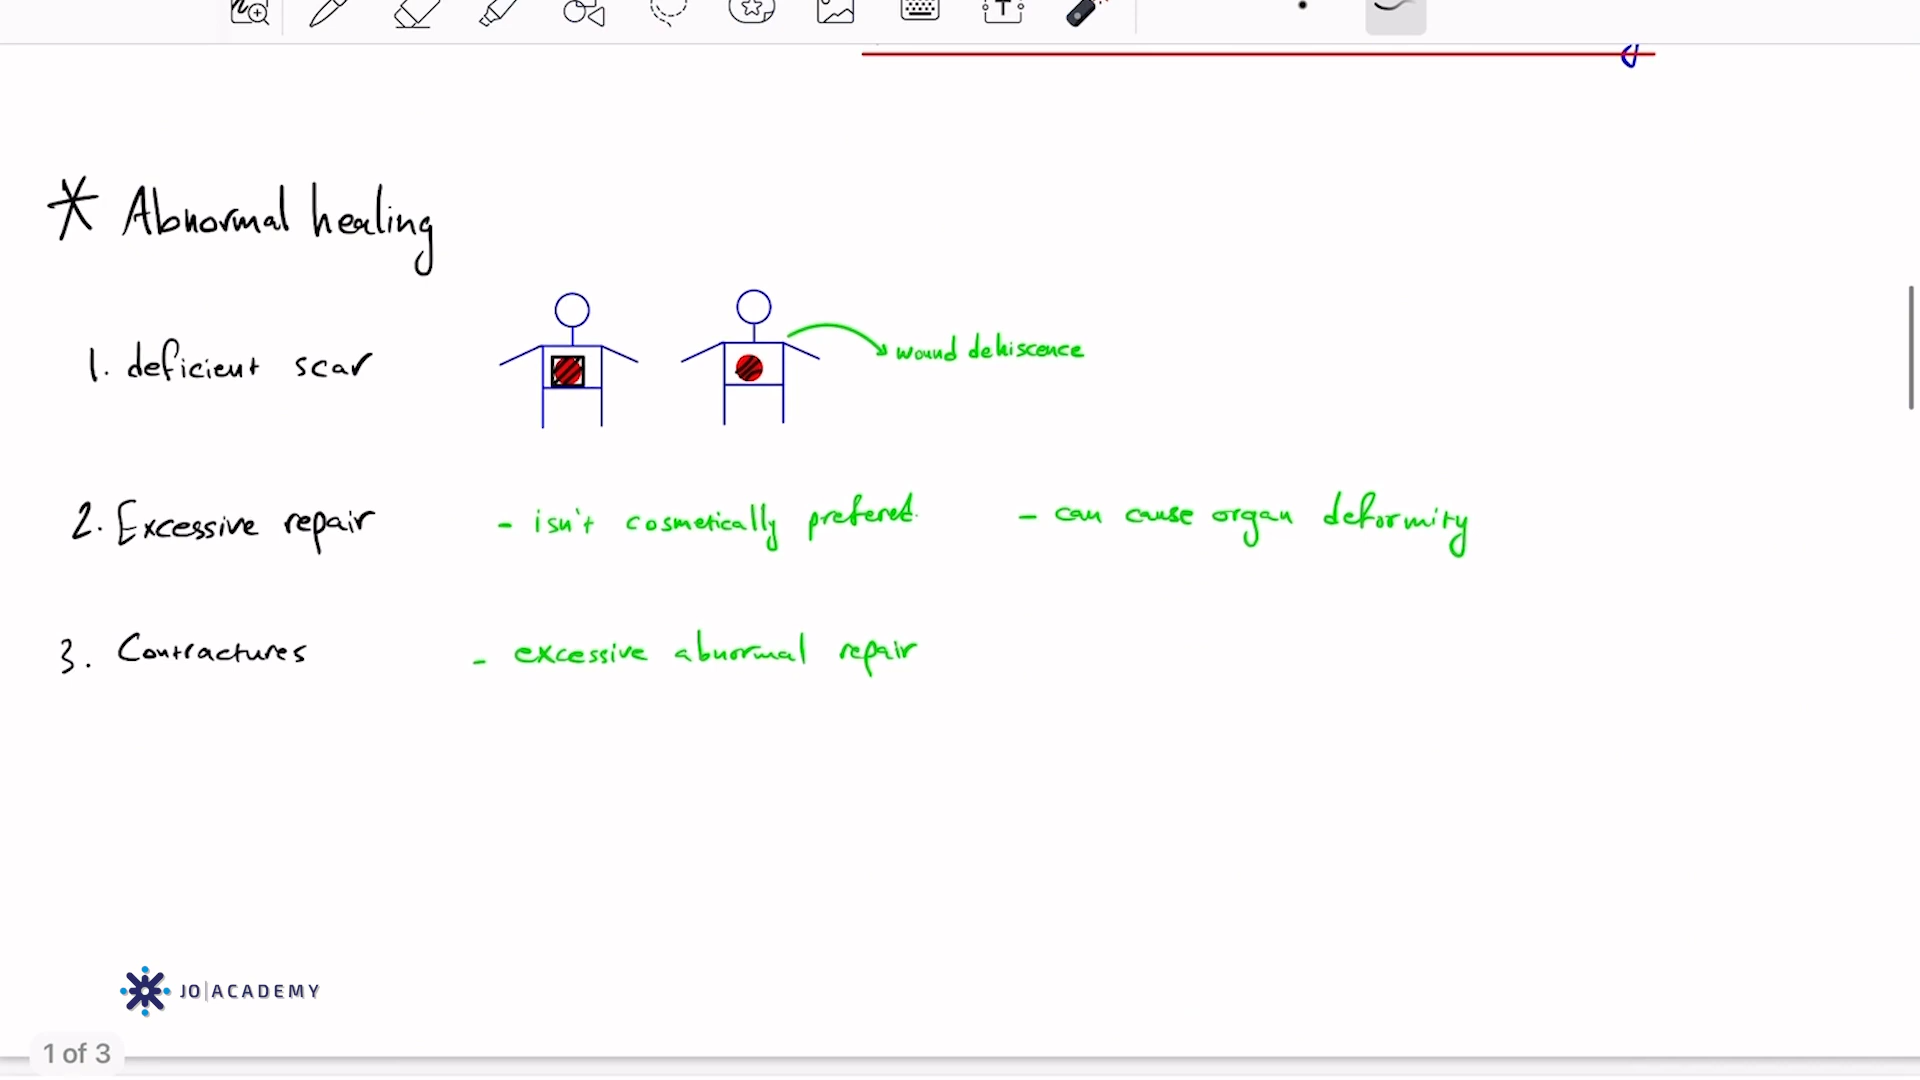 * Abnormal healing
1. deficient scar
wound dehiscence
2. Excessive repair - isn't cosmetically prefered. - can cause organ deformity
3. Contractures - excessive abnormal repair
JO|ACADEMY
1 of 3